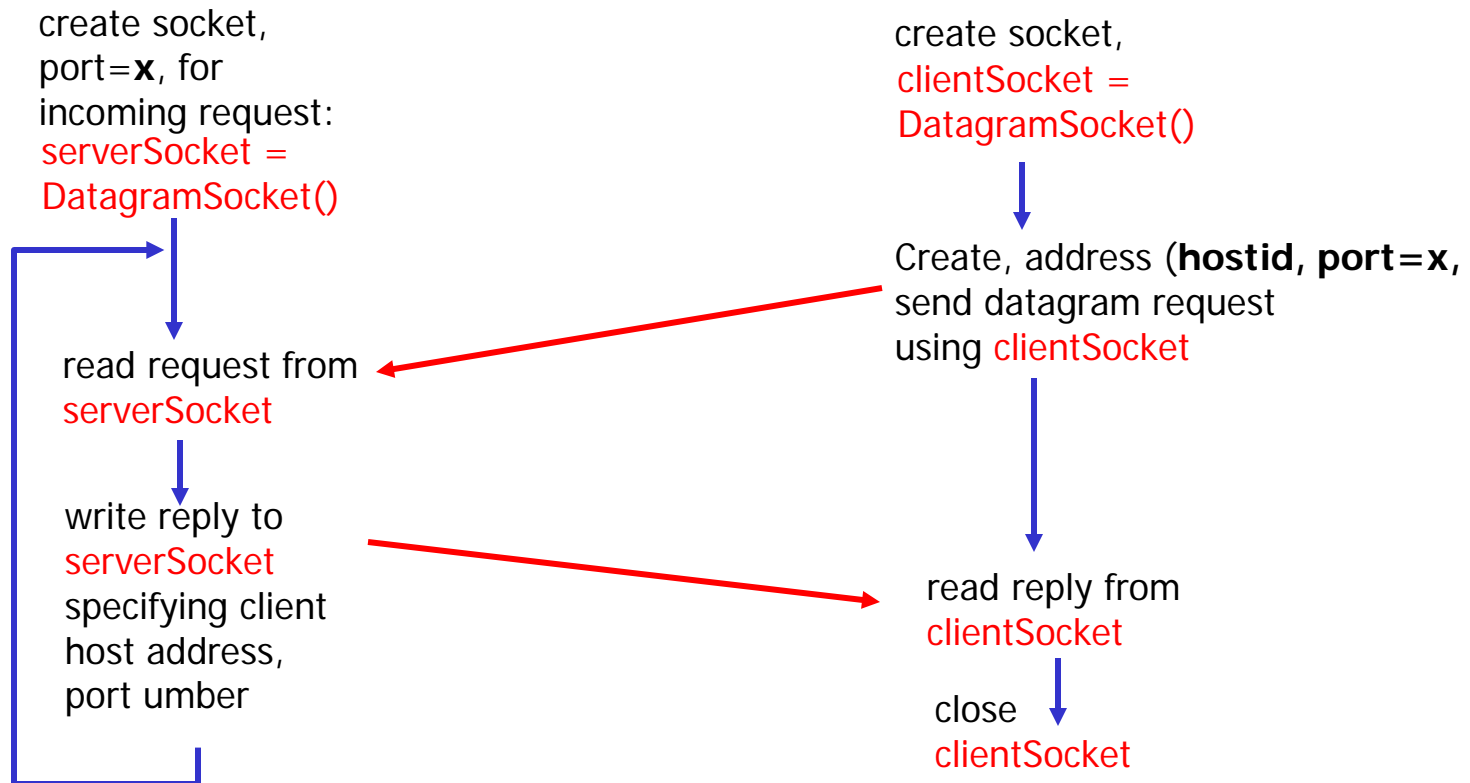 create socket,
port=x, for
incoming request:
serverSocket =
DatagramSocket()
read request from
serverSocket
write reply to
serverSocket
specifying client
host address,
port umber
create socket,
clientSocket =
DatagramSocket()
Create, address (hostid, port=x,
send datagram request
using clientSocket
read reply from
clientSocket
close
clientSocket